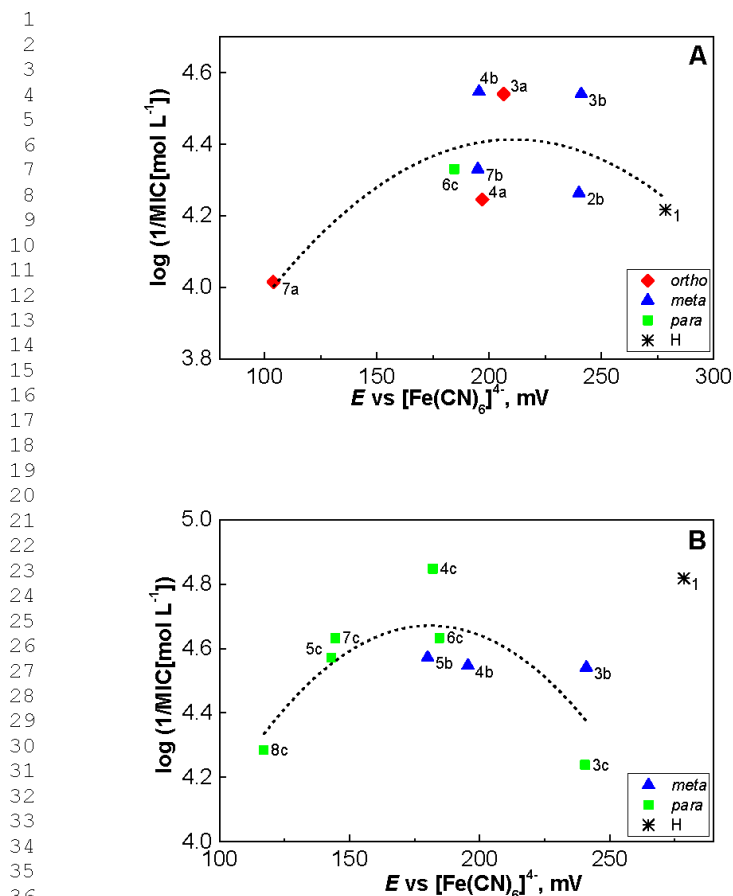 1
2
3
4
5
6
7
8
9
10
11
12
13
14
15
16
17
18
19
20
21
22
23
24
25
26
27
28
29
30
31
32
33
34
35
A
log (1/MIC[mol L⁻¹])
4.6
4.4
4.2
4.0
3.8
4b
3a
3b
7b
6c
4a
2b
1
7a
ortho
meta
para
H
100 150 200 250 300
E vs [Fe(CN)₆]⁴⁻, mV
B
log (1/MIC[mol L⁻¹])
5.0
4.8
4.6
4.4
4.2
4.0
4c
1
7c
6c
5c
5b
4b
3b
8c
3c
meta
para
H
100 150 200 250
E vs [Fe(CN)₆]⁴⁻, mV